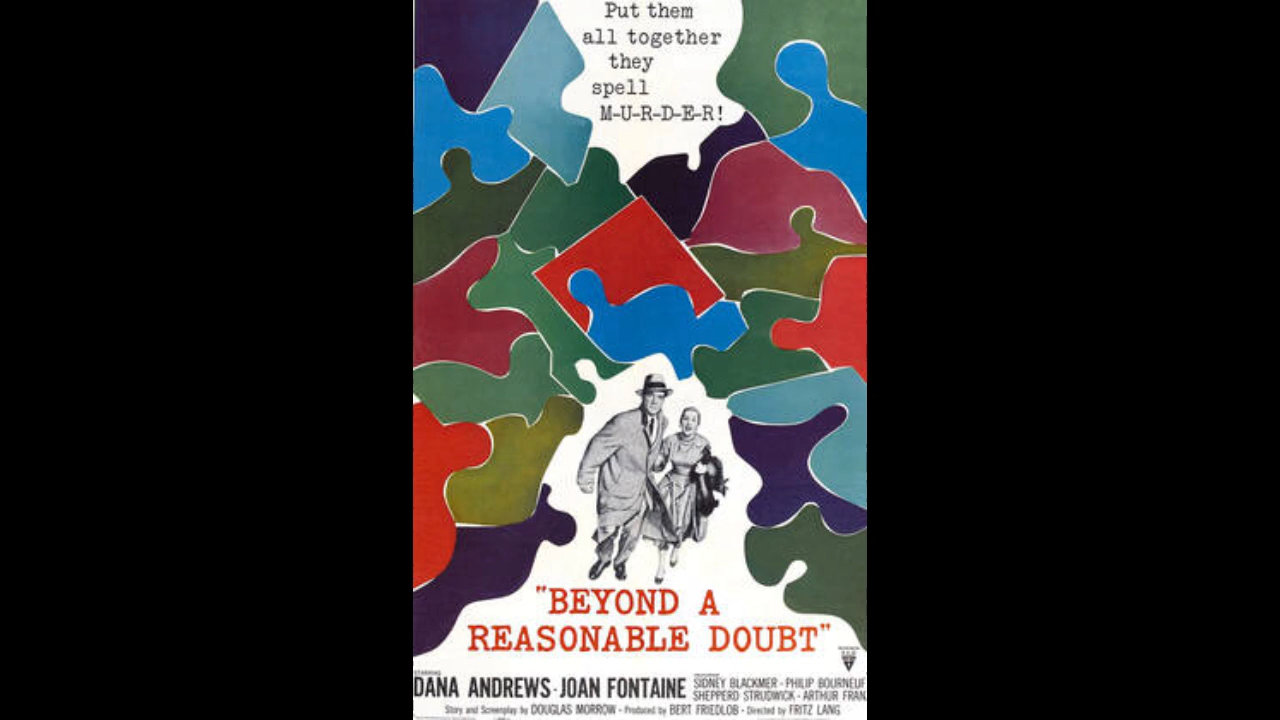 Put them
all together
they
spell
M-U-R-D-E-R!
"BEYOND A
REASONABLE DOUBT"
STARRING
DANA ANDREWS · JOAN FONTAINE
SIDNEY BLACKMER · PHILIP BOURNEUF
SHEPPERD STRUDWICK · ARTHUR FRAN
Story and Screenplay by DOUGLAS MORROW · Produced by BERT FRIEDLOB · Directed by FRITZ LANG